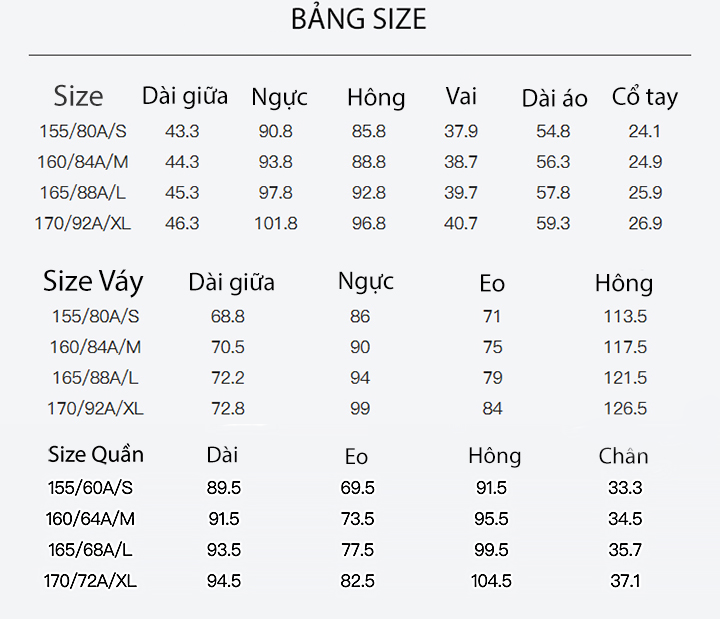 BẢNG SIZE
Size Dài giữa Ngực Hông Vai Dài áo Cổ tay
155/80A/S 43.3 90.8 85.8 37.9 54.8 24.1
160/84A/M 44.3 93.8 88.8 38.7 56.3 24.9
165/88A/L 45.3 97.8 92.8 39.7 57.8 25.9
170/92A/XL 46.3 101.8 96.8 40.7 59.3 26.9
Size Váy Dài giữa Ngực Eo Hông
155/80A/S 68.8 86 71 113.5
160/84A/M 70.5 90 75 117.5
165/88A/L 72.2 94 79 121.5
170/92A/XL 72.8 99 84 126.5
Size Quần Dài Eo Hông Chân
155/60A/S 89.5 69.5 91.5 33.3
160/64A/M 91.5 73.5 95.5 34.5
165/68A/L 93.5 77.5 99.5 35.7
170/72A/XL 94.5 82.5 104.5 37.1